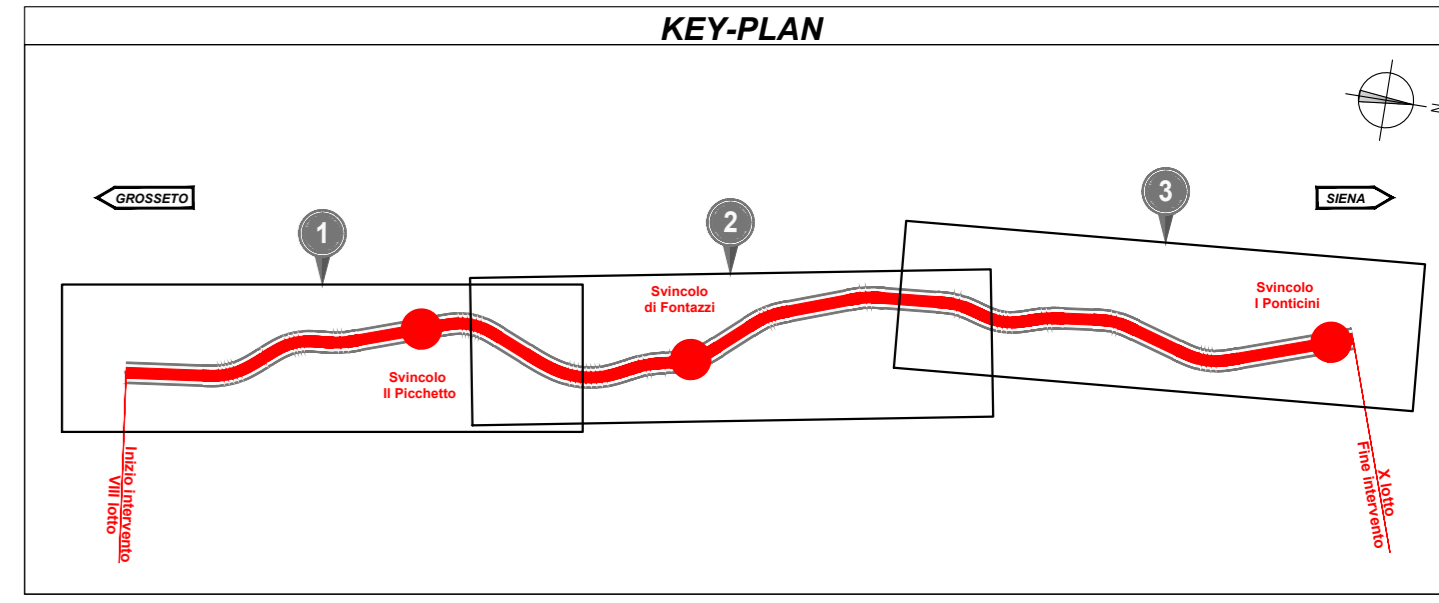 KEY-PLAN
N
GROSSETO
SIENA
1
2
3
Svincolo
Il Picchetto
Svincolo
di Fontazzi
Svincolo
I Ponticini
Inizio intervento
VIII lotto
X lotto
Fine intervento